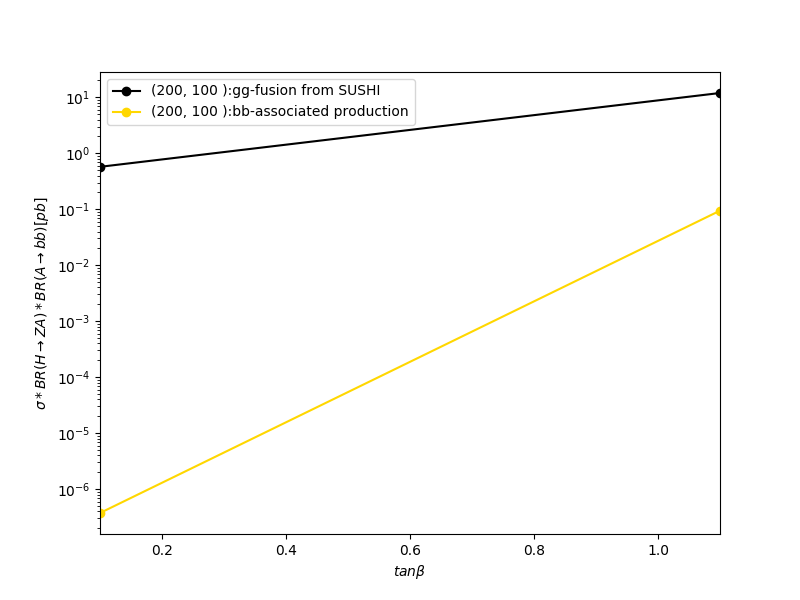 (200, 100 ):gg-fusion from SUSHI
(200, 100 ):bb-associated production
10¹
10⁰
10⁻¹
10⁻²
10⁻³
10⁻⁴
10⁻⁵
10⁻⁶
σ * BR(H → ZA) * BR(A → bb)[pb]
0.2 0.4 0.6 0.8 1.0
tanβ